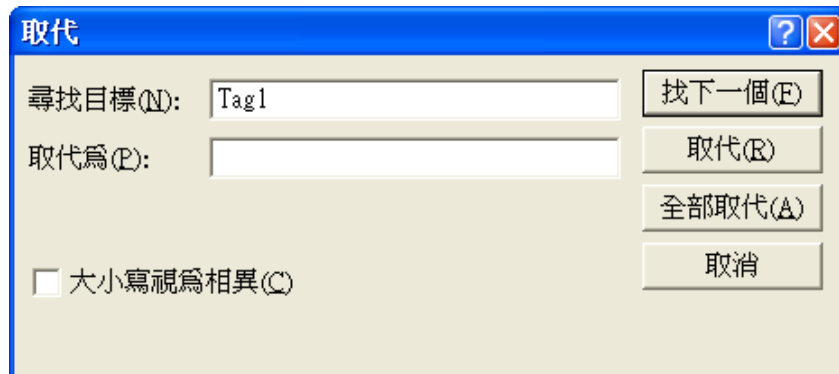 取代
尋找目標(N): Tag1 找下一個(F)
取代為(P): 取代(R)
全部取代(A)
大小寫視為相異(C) 取消